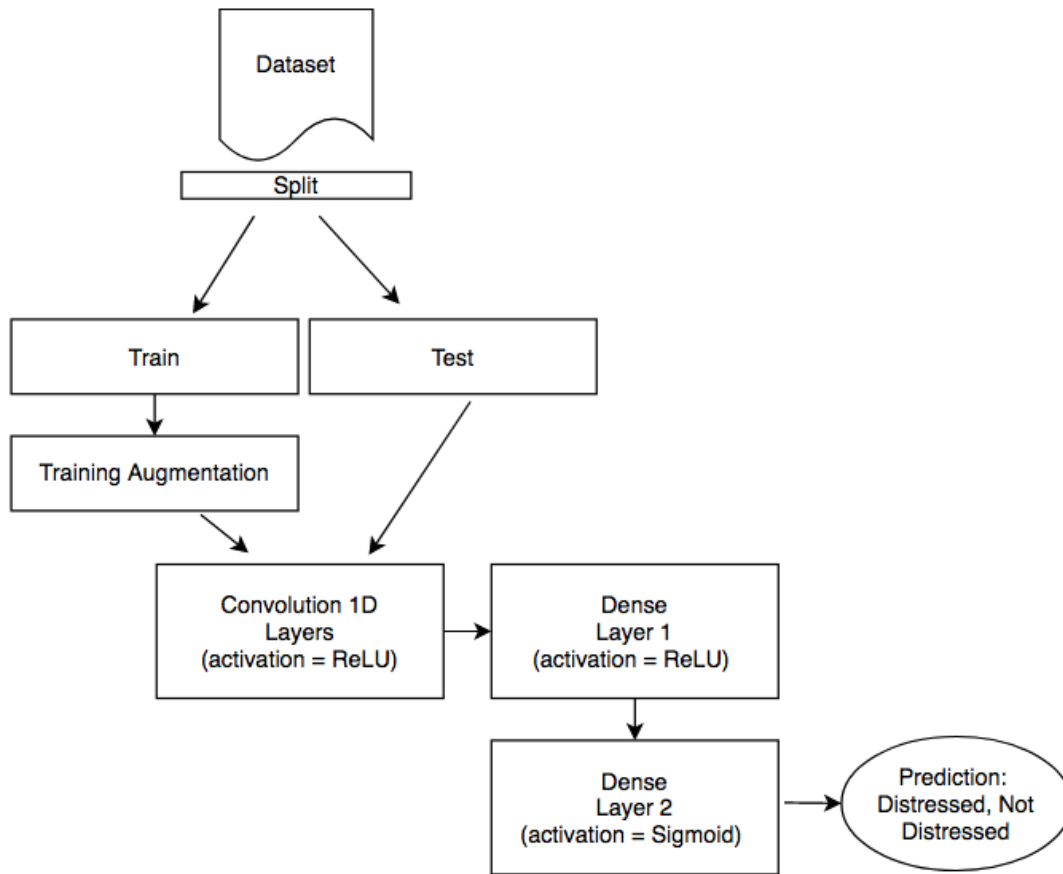 Dataset
Split
Train
Test
Training Augmentation
Convolution 1D
Layers
(activation = ReLU)
Dense
Layer 1
(activation = ReLU)
Dense
Layer 2
(activation = Sigmoid)
Prediction:
Distressed, Not
Distressed